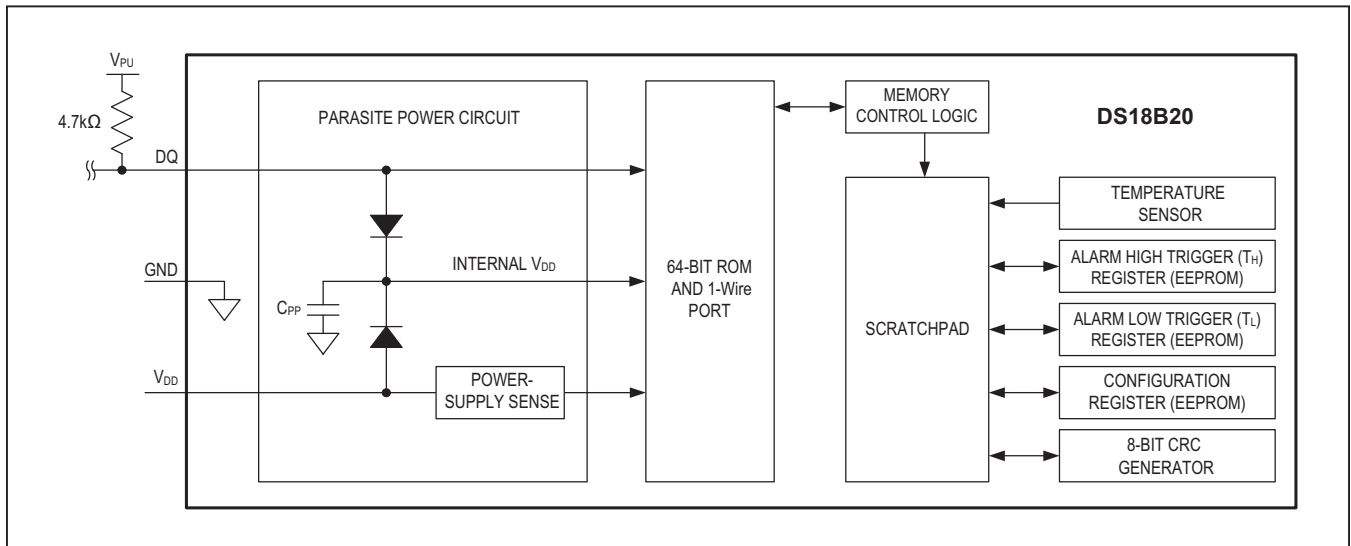 VPU
4.7kΩ
DQ
GND
VDD
PARASITE POWER CIRCUIT
INTERNAL VDD
CPP
POWER-
SUPPLY SENSE
64-BIT ROM
AND 1-Wire
PORT
MEMORY
CONTROL LOGIC
DS18B20
SCRATCHPAD
TEMPERATURE
SENSOR
ALARM HIGH TRIGGER (TH)
REGISTER (EEPROM)
ALARM LOW TRIGGER (TL)
REGISTER (EEPROM)
CONFIGURATION
REGISTER (EEPROM)
8-BIT CRC
GENERATOR